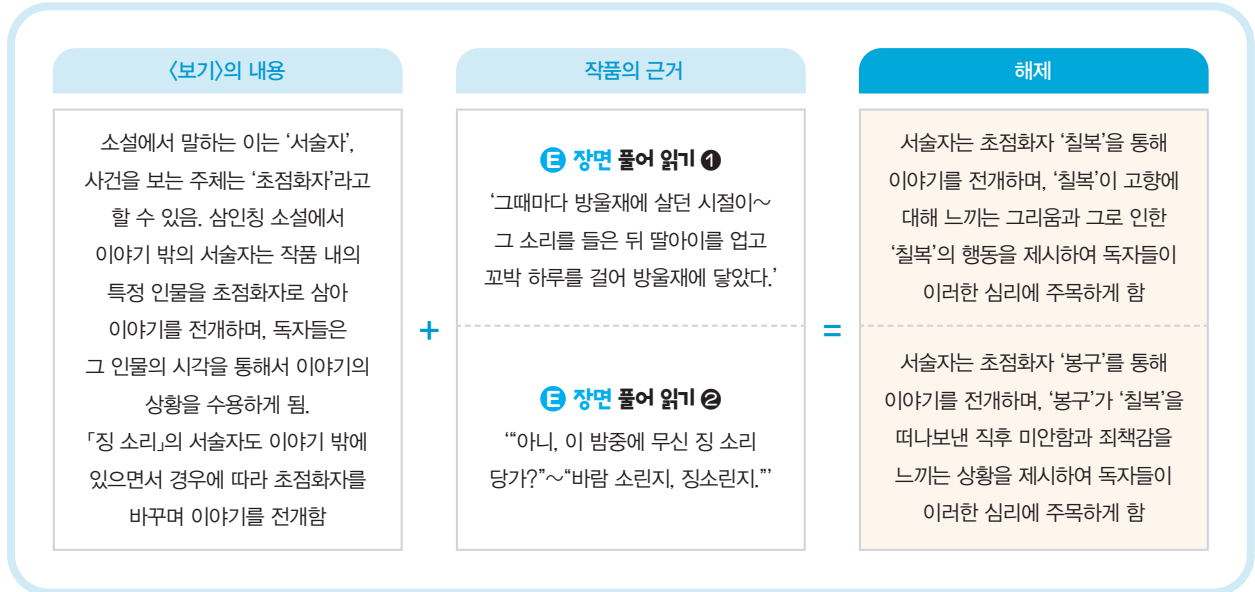 〈보기〉의 내용
소설에서 말하는 이는 ‘서술자’,
사건을 보는 주체는 ‘초점화자’라고
할 수 있음. 삼인칭 소설에서
이야기 밖의 서술자는 작품 내의
특정 인물을 초점화자로 삼아
이야기를 전개하며, 독자들은
그 인물의 시각을 통해서 이야기의
상황을 수용하게 됨.
「징 소리」의 서술자도 이야기 밖에
있으면서 경우에 따라 초점화자를
바꾸며 이야기를 전개함
+
작품의 근거
E 장면 풀어 읽기 ❶
‘그때마다 방울재에 살던 시절이~
그 소리를 들은 뒤 딸아이를 업고
꼬박 하루를 걸어 방울재에 닿았다.’
E 장면 풀어 읽기 ❷
‘“아니, 이 밤중에 무신 징 소리
당가?”~“바람 소린지, 징소린지.”’
=
해제
서술자는 초점화자 ‘칠복’을 통해
이야기를 전개하며, ‘칠복’이 고향에
대해 느끼는 그리움과 그로 인한
‘칠복’의 행동을 제시하여 독자들이
이러한 심리에 주목하게 함
서술자는 초점화자 ‘봉구’를 통해
이야기를 전개하며, ‘봉구’가 ‘칠복’을
떠나보낸 직후 미안함과 죄책감을
느끼는 상황을 제시하여 독자들이
이러한 심리에 주목하게 함